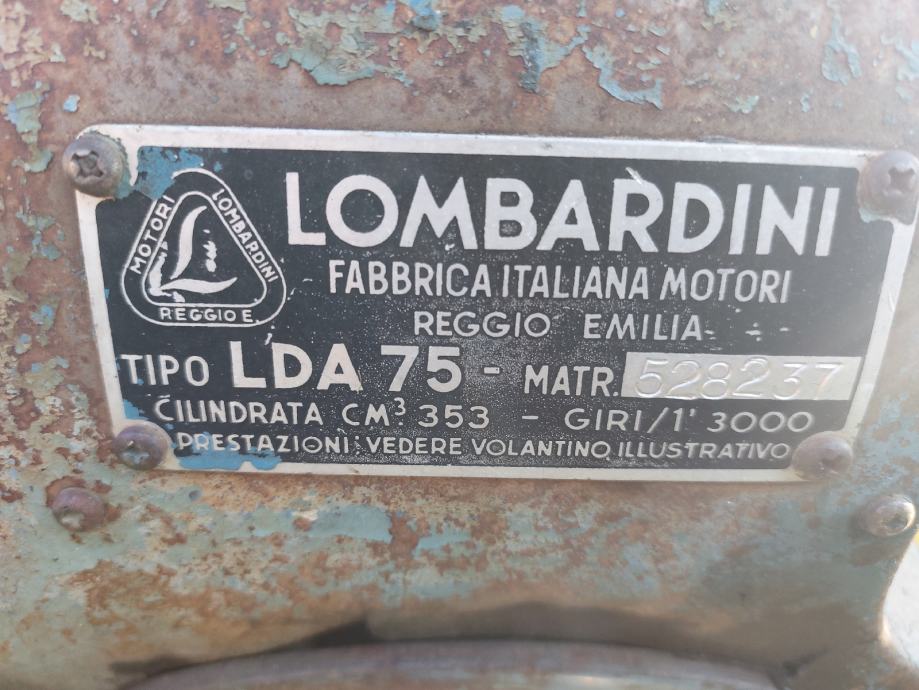 MOTORI LOMBARDINI
REGGIO E.
LOMBARDINI
FABBRICA ITALIANA MOTORI
REGGIO EMILIA
TIPO LDA 75 - MATR. 528237
CILINDRATA CM³ 353 - GIRI/1' 3000
PRESTAZIONI: VEDERE VOLANTINO ILLUSTRATIVO